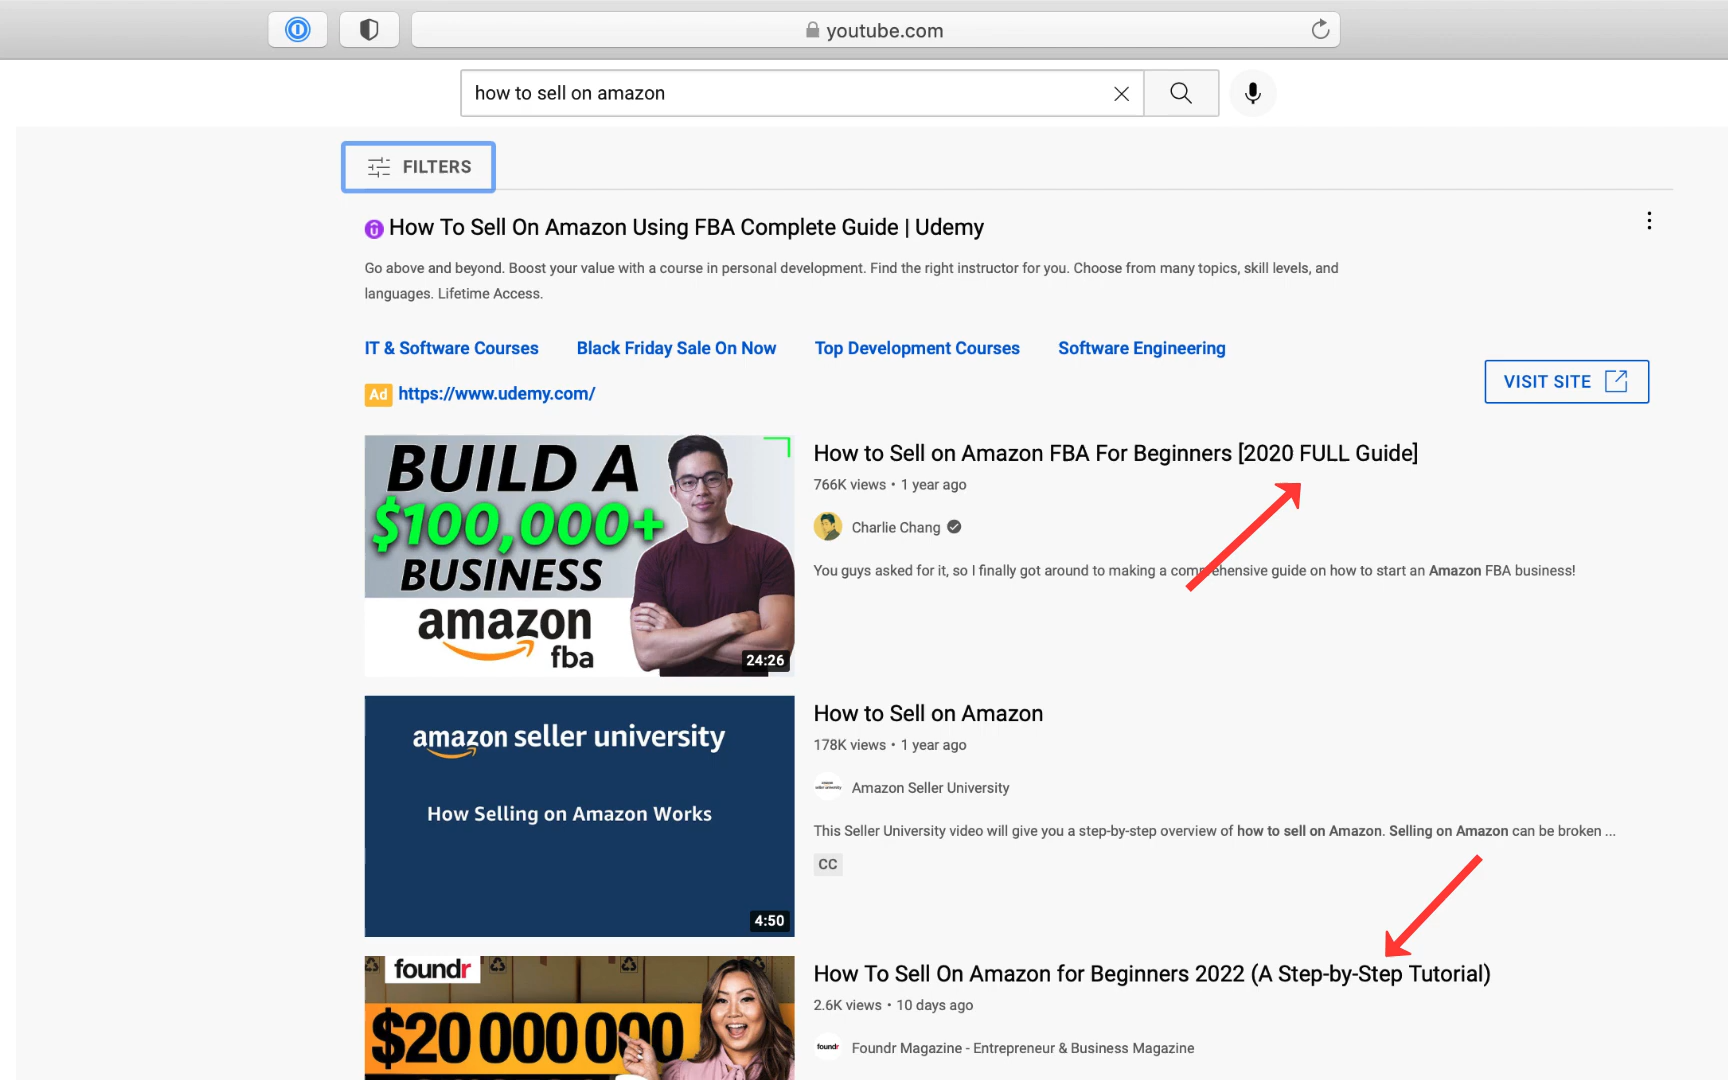 youtube.com
how to sell on amazon
FILTERS
How To Sell On Amazon Using FBA Complete Guide | Udemy
Go above and beyond. Boost your value with a course in personal development. Find the right instructor for you. Choose from many topics, skill levels, and
languages. Lifetime Access.
IT & Software Courses Black Friday Sale On Now Top Development Courses Software Engineering
Ad https://www.udemy.com/
VISIT SITE
BUILD A
$100,000+
BUSINESS
amazon
fba
24:26
How to Sell on Amazon FBA For Beginners [2020 FULL Guide]
766K views • 1 year ago
Charlie Chang
You guys asked for it, so I finally got around to making a comprehensive guide on how to start an Amazon FBA business!
amazon seller university
How Selling on Amazon Works
4:50
How to Sell on Amazon
178K views • 1 year ago
Amazon Seller University
This Seller University video will give you a step-by-step overview of how to sell on Amazon. Selling on Amazon can be broken ...
CC
foundr
$20 000 000
How To Sell On Amazon for Beginners 2022 (A Step-by-Step Tutorial)
2.6K views • 10 days ago
foundr
Foundr Magazine - Entrepreneur & Business Magazine